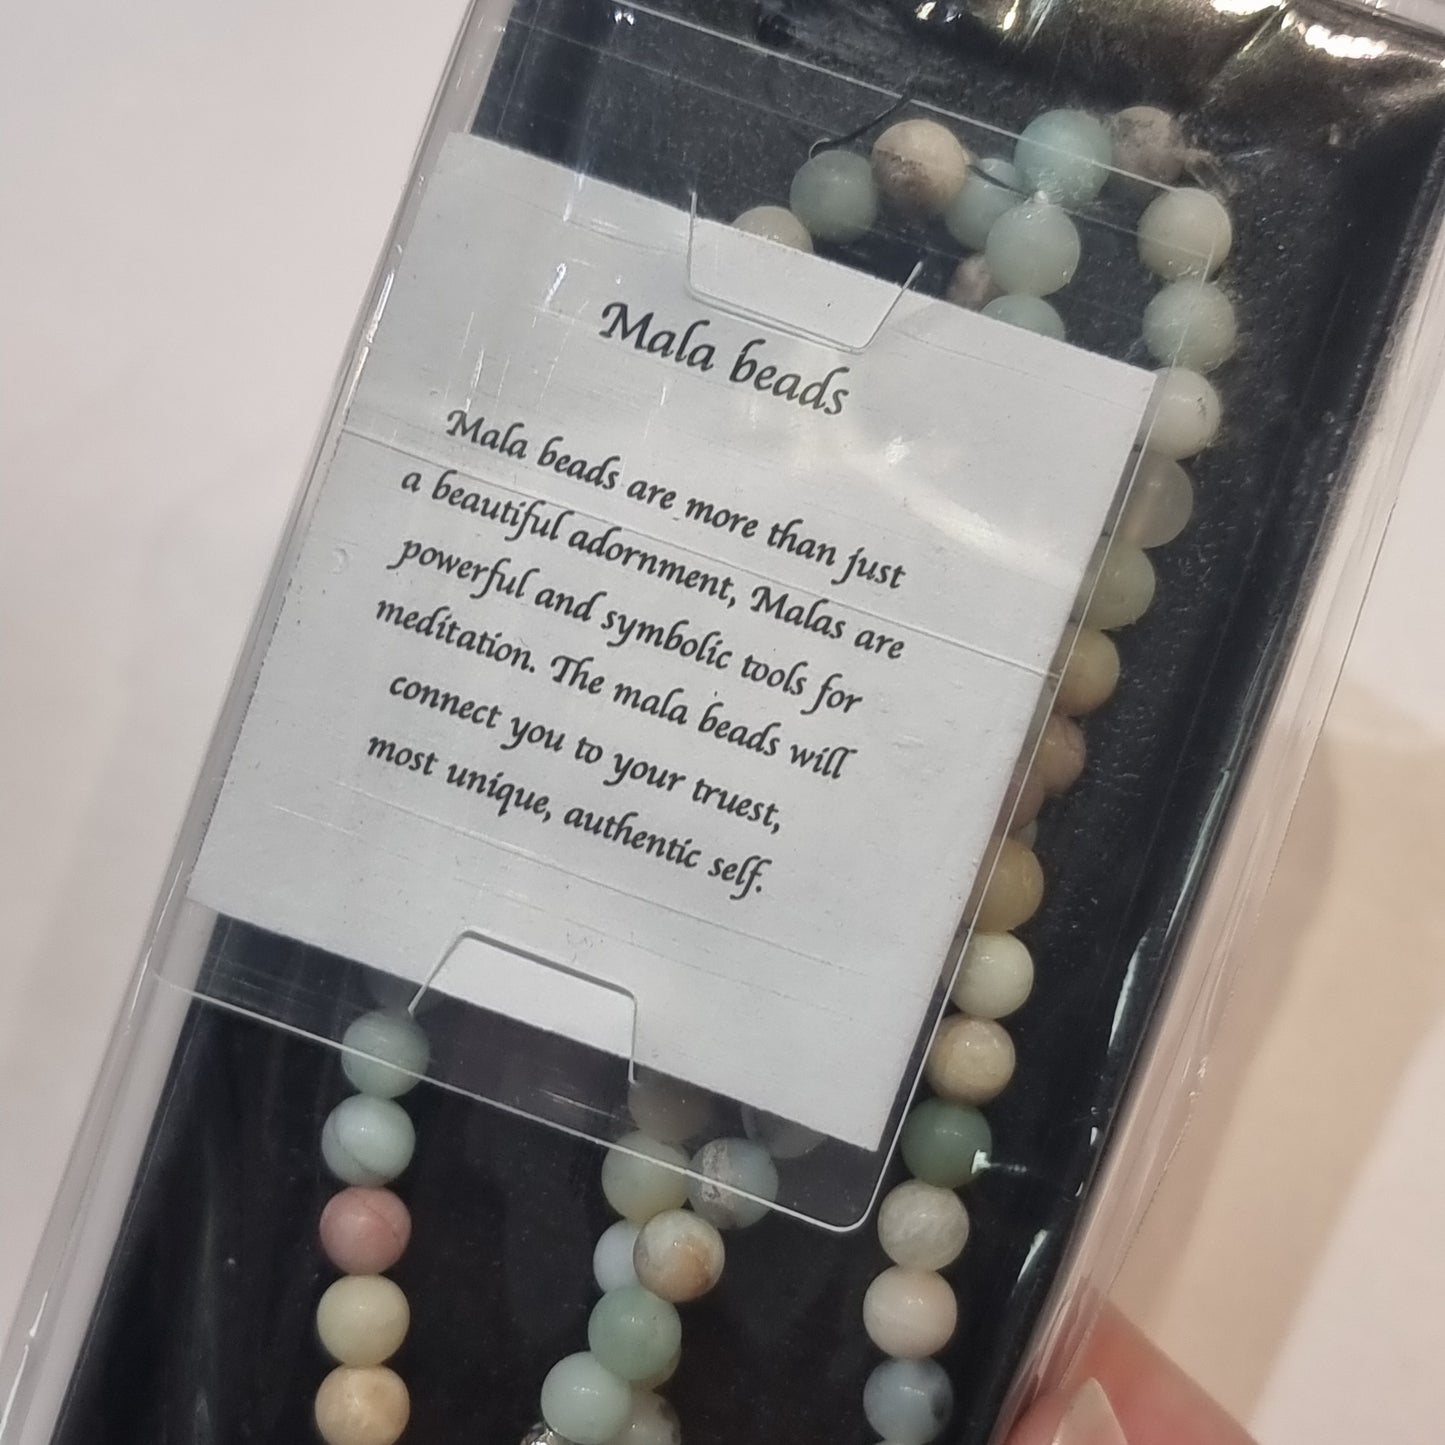 Mala beads
Mala beads are more than just
a beautiful adornment, Malas are
powerful and symbolic tools for
meditation. The mala beads will
connect you to your truest,
most unique, authentic self.